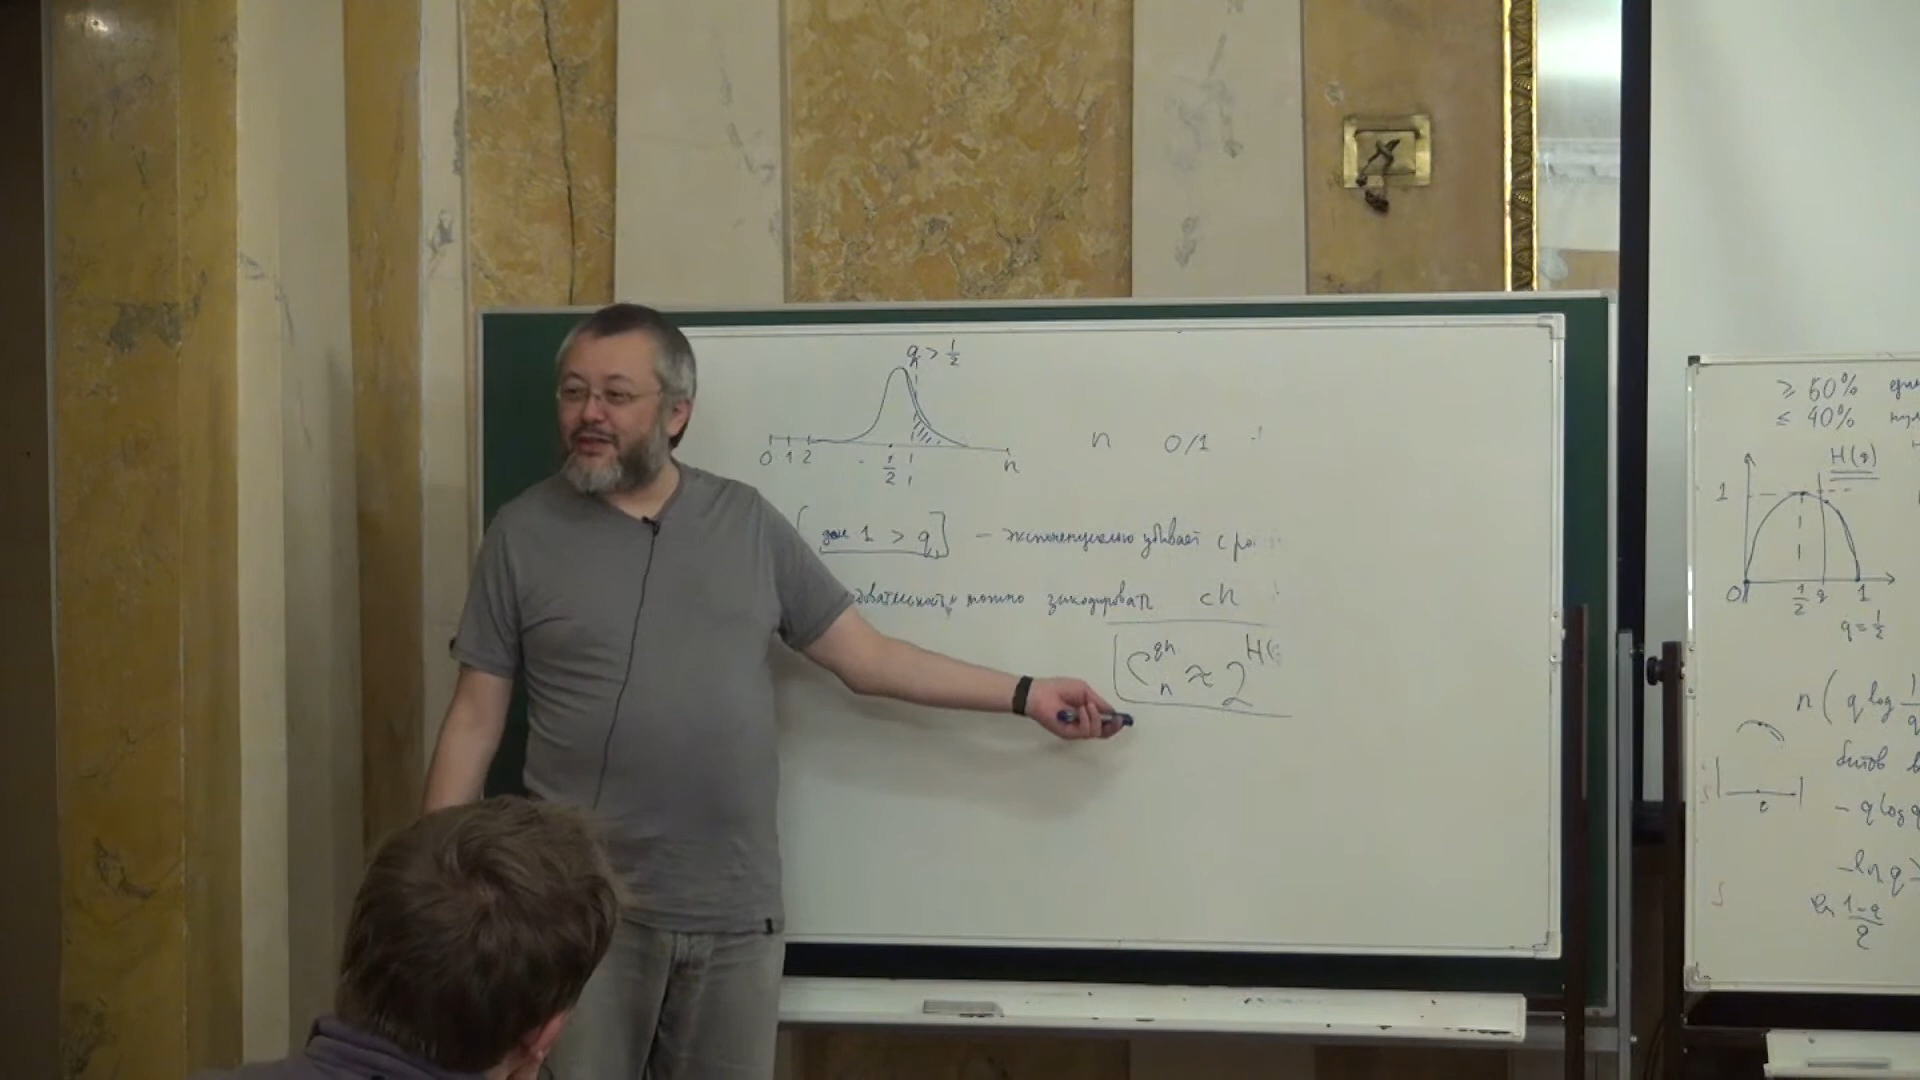 q > 1/2
0 1 2 1/2 n
n 0/1
[доля 1 > q] – экспоненциально убывает с
можно закодировать cn
C_n^{qn} ≈ 2^{H(
≥ 60%
≤ 40%
H(q)
1
0 1/2 q 1
q = 1/2
n ( q log 1/q
битов в
– q log q
– ln q
ln (1-q)/q